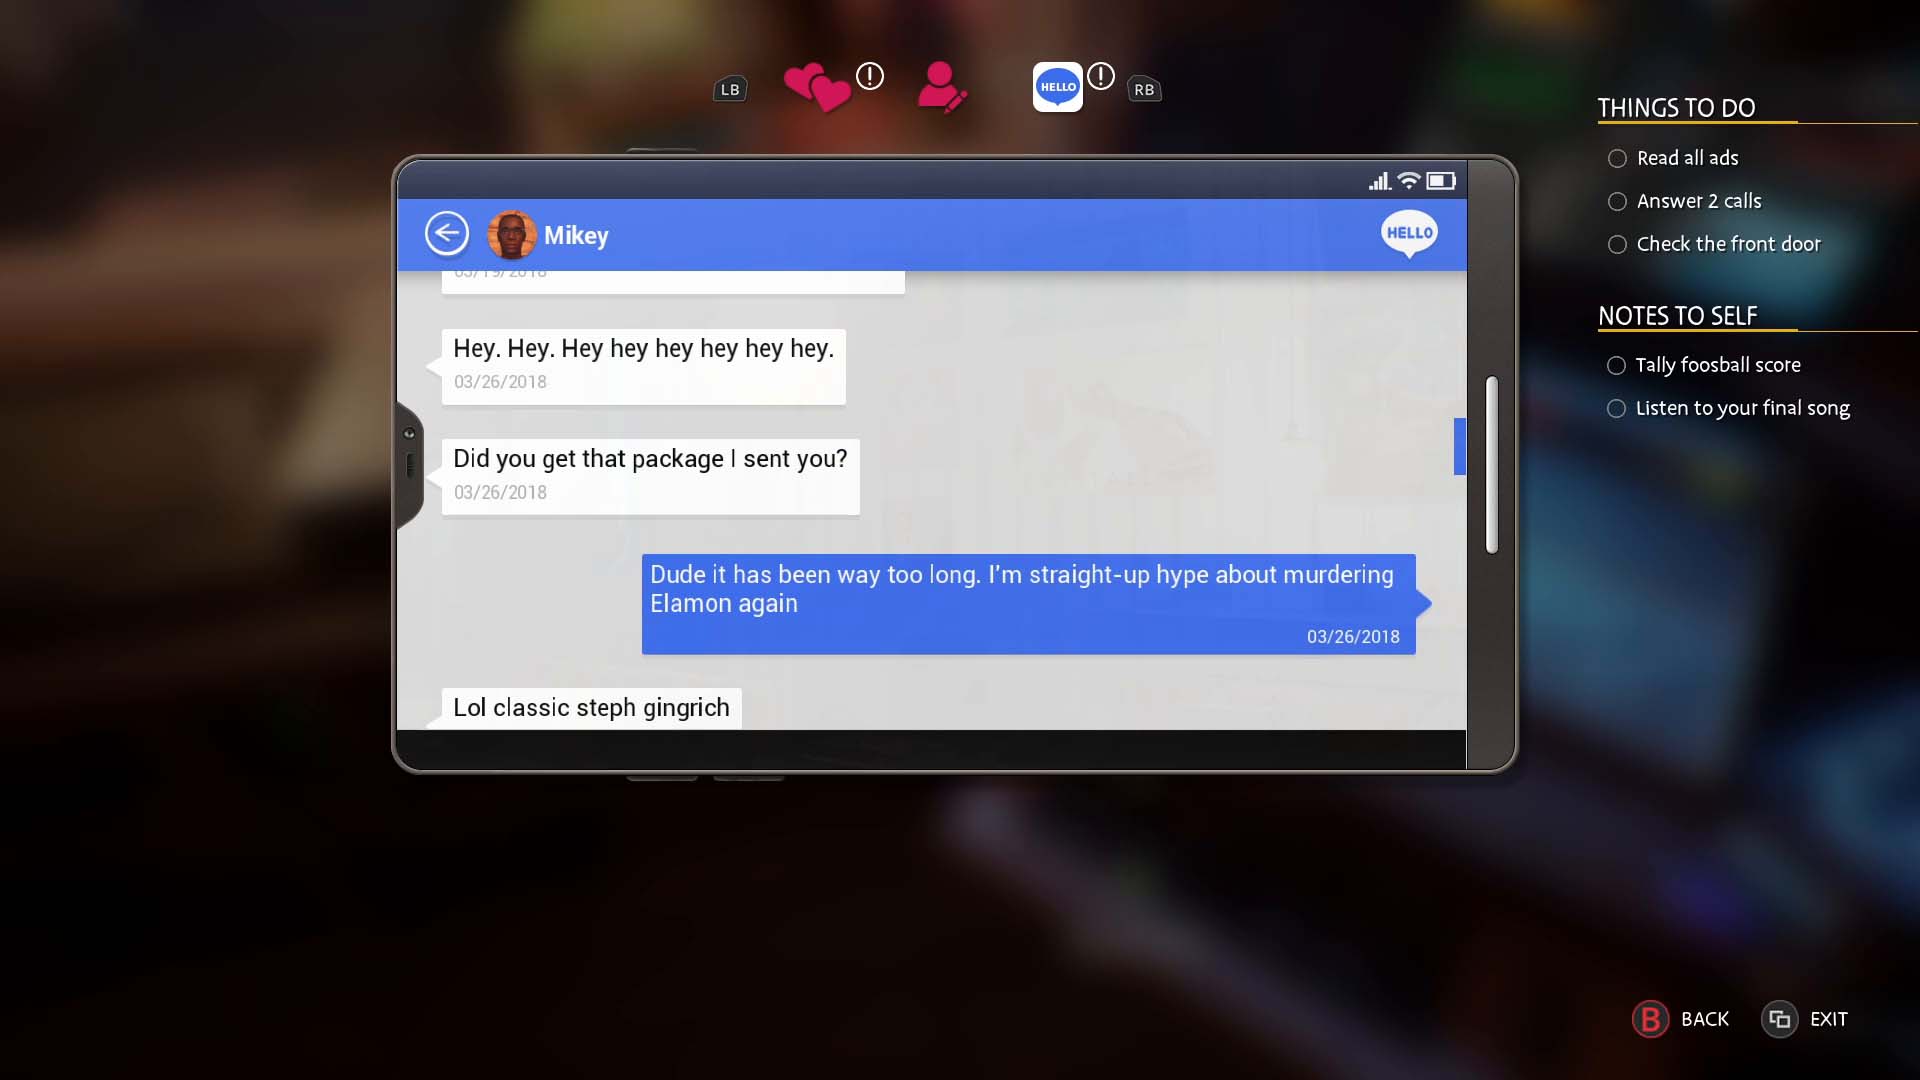 LB
HELLO
RB
THINGS TO DO
Read all ads
Answer 2 calls
Check the front door
NOTES TO SELF
Tally foosball score
Listen to your final song
Mikey
HELLO
03/19/2018
Hey. Hey. Hey hey hey hey hey hey.
03/26/2018
Did you get that package I sent you?
03/26/2018
Dude it has been way too long. I'm straight-up hype about murdering
Elamon again
03/26/2018
Lol classic steph gingrich
B BACK
EXIT